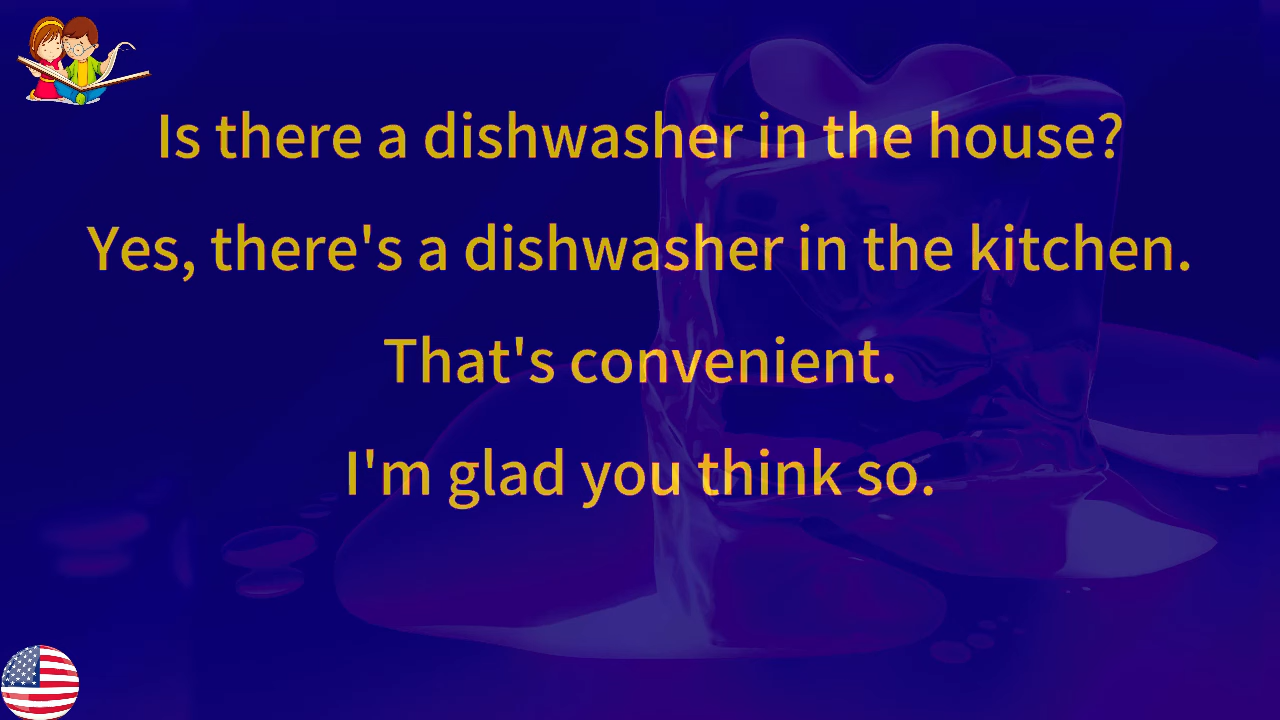 Is there a dishwasher in the house?
Yes, there's a dishwasher in the kitchen.
That's convenient.
I'm glad you think so.